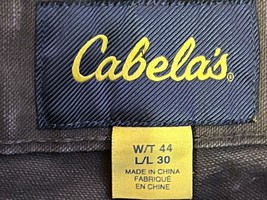 Cabela's®
W/T 44
L/L 30
MADE IN CHINA
FABRIQUÉ
EN CHINE